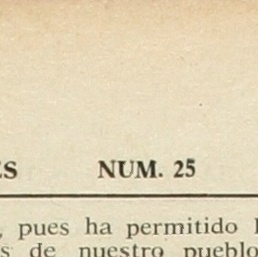 ES NUM. 25
, pues ha permitido
s de nuestro pueblo